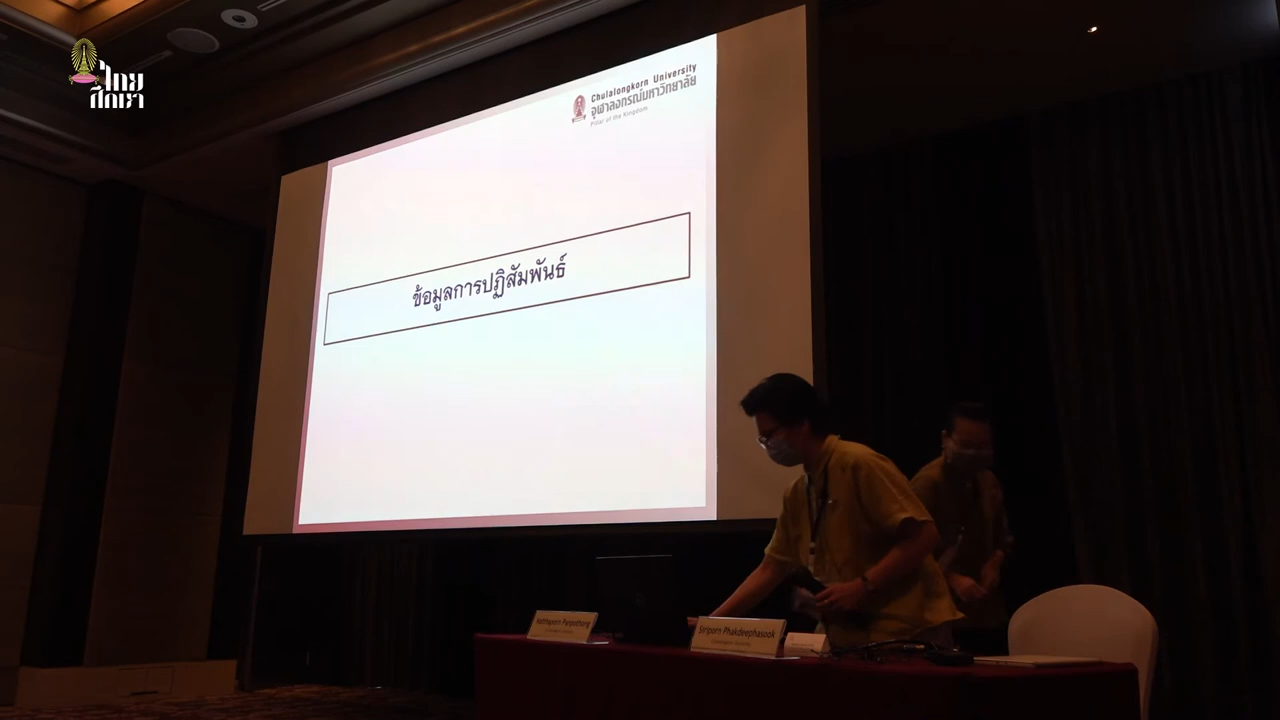 ไทย
ศึกษา
Chulalongkorn University
จุฬาลงกรณ์มหาวิทยาลัย
Pillar of the Kingdom
ข้อมูลการปฏิสัมพันธ์
Natthaporn Panpothong
Siriporn Phakdeephasook